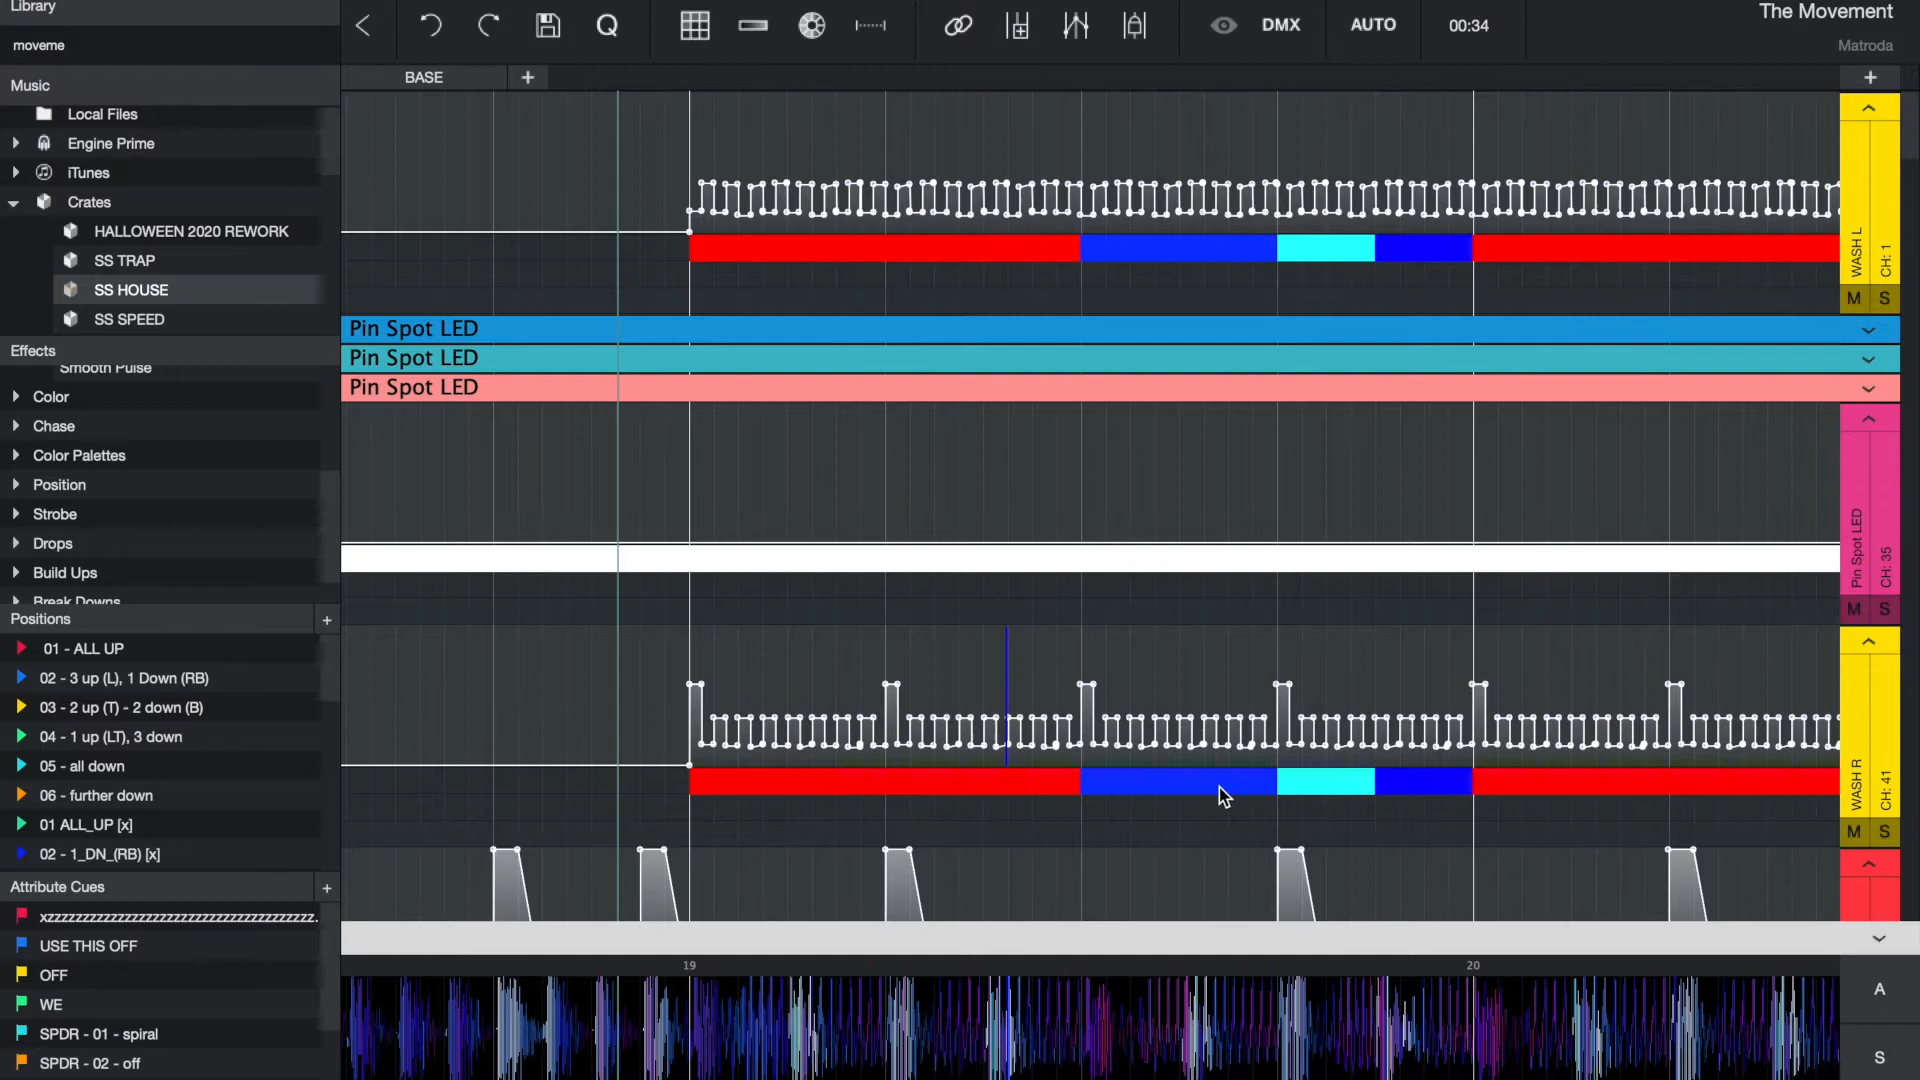 Library
moveme
Music
Local Files
Engine Prime
iTunes
Crates
HALLOWEEN 2020 REWORK
SS TRAP
SS HOUSE
SS SPEED
Effects
Smooth Pulse
Color
Chase
Color Palettes
Position
Strobe
Drops
Build Ups
Break Downs
Positions +
01 - ALL UP
02 - 3 up (L), 1 Down (RB)
03 - 2 up (T) - 2 down (B)
04 - 1 up (LT), 3 down
05 - all down
06 - further down
01 ALL_UP [x]
02 - 1_DN_(RB) [x]
Attribute Cues +
USE THIS OFF
OFF
WE
SPDR - 01 - spiral
SPDR - 02 - off
Q
DMX
AUTO
00:34
The Movement
Matroda
BASE +
+
WASH L
CH: 1
M S
Pin Spot LED
Pin Spot LED
Pin Spot LED
Pin Spot LED
CH: 35
M S
WASH R
CH: 41
M S
19
20
A
S